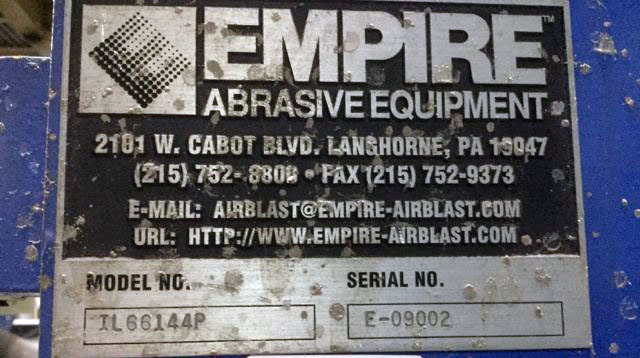 EMPIRE™
ABRASIVE EQUIPMENT
2101 W. CABOT BLVD. LANGHORNE, PA 19047
(215) 752-8800 • FAX (215) 752-9373
E-MAIL: AIRBLAST@EMPIRE-AIRBLAST.COM
URL: HTTP://WWW.EMPIRE-AIRBLAST.COM
MODEL NO. SERIAL NO.
IL66144P E-09002